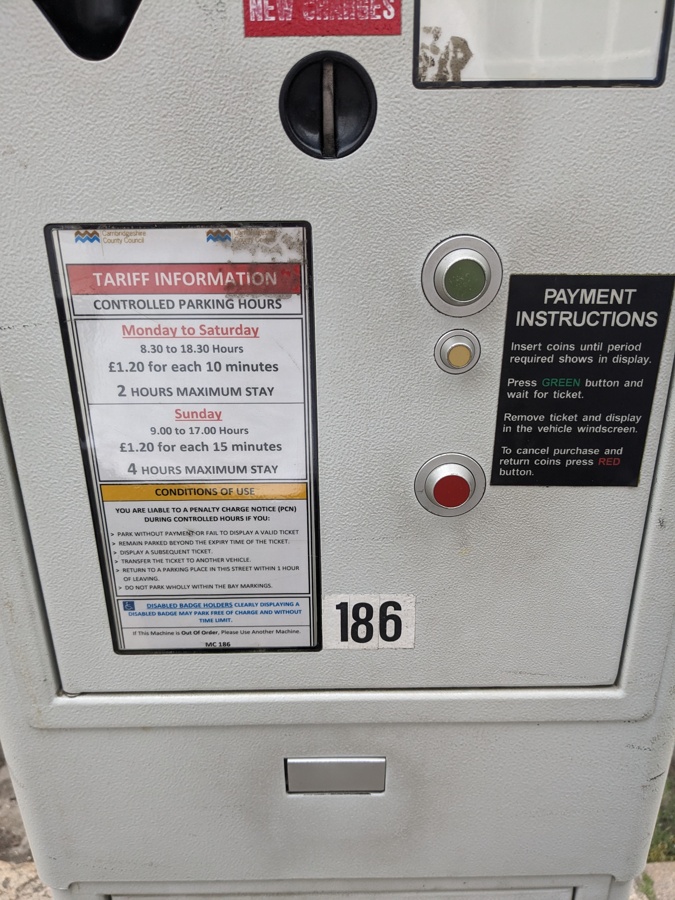 NEW CHARGES
Cambridgeshire
County Council
TARIFF INFORMATION
CONTROLLED PARKING HOURS
Monday to Saturday
8.30 to 18.30 Hours
£1.20 for each 10 minutes
2 HOURS MAXIMUM STAY
Sunday
9.00 to 17.00 Hours
£1.20 for each 15 minutes
4 HOURS MAXIMUM STAY
CONDITIONS OF USE
YOU ARE LIABLE TO A PENALTY CHARGE NOTICE (PCN)
DURING CONTROLLED HOURS IF YOU:
> PARK WITHOUT PAYMENT OR FAIL TO DISPLAY A VALID TICKET
> REMAIN PARKED BEYOND THE EXPIRY TIME OF THE TICKET.
> DISPLAY A SUBSEQUENT TICKET.
> TRANSFER THE TICKET TO ANOTHER VEHICLE.
> RETURN TO A PARKING PLACE IN THIS STREET WITHIN 1 HOUR
OF LEAVING.
> DO NOT PARK WHOLLY WITHIN THE BAY MARKINGS.
DISABLED BADGE HOLDERS CLEARLY DISPLAYING A
DISABLED BADGE MAY PARK FREE OF CHARGE AND WITHOUT
TIME LIMIT.
If This Machine is Out Of Order, Please Use Another Machine.
MC 186
186
PAYMENT
INSTRUCTIONS
Insert coins until period
required shows in display.
Press GREEN button and
wait for ticket.
Remove ticket and display
in the vehicle windscreen.
To cancel purchase and
return coins press RED
button.